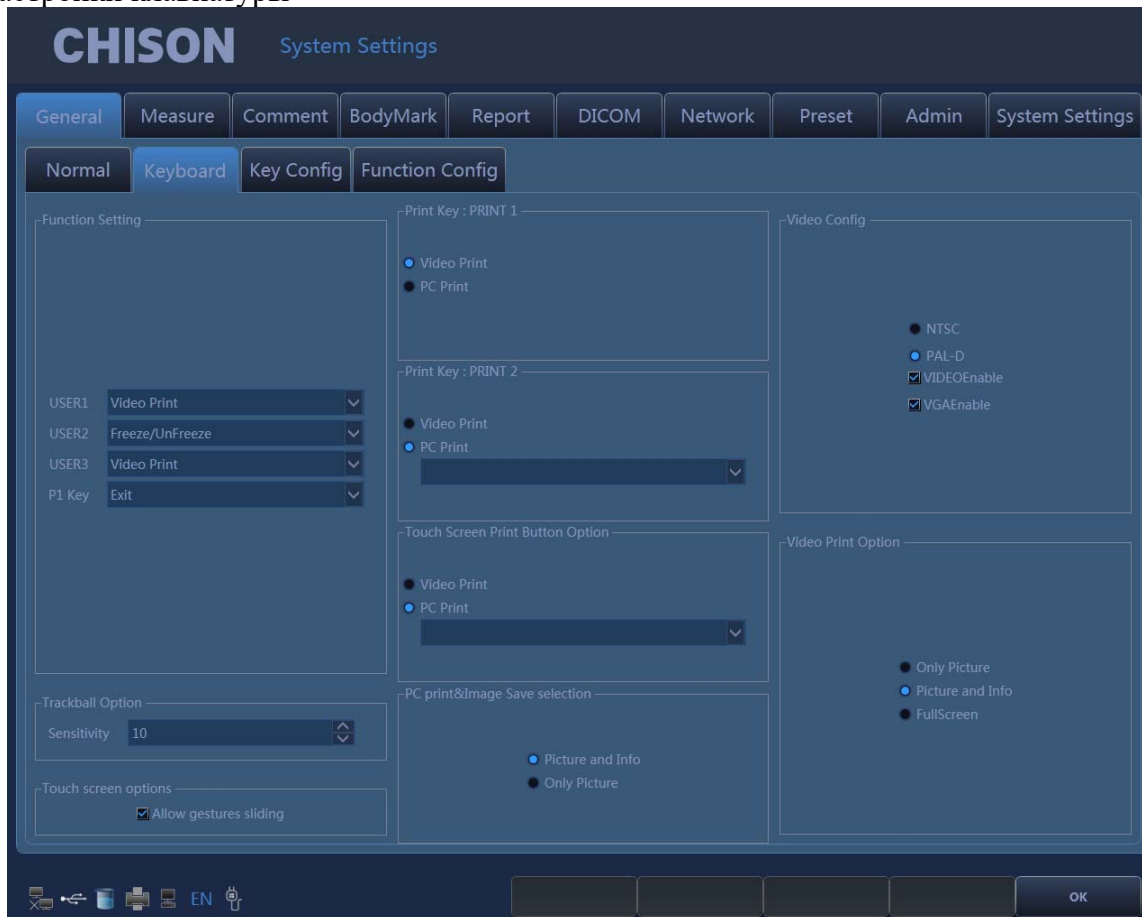 клавиатуры
CHISON System Settings
General Measure Comment BodyMark Report DICOM Network Preset Admin System Settings
Normal Keyboard Key Config Function Config
Function Setting
USER1 Video Print
USER2 Freeze/UnFreeze
USER3 Video Print
P1 Key Exit
Trackball Option
Sensitivity 10
Touch screen options
Allow gestures sliding
Print Key : PRINT 1
Video Print
PC Print
Print Key : PRINT 2
Video Print
PC Print
Touch Screen Print Button Option
Video Print
PC Print
PC print&Image Save selection
Picture and Info
Only Picture
Video Config
NTSC
PAL-D
VIDEOEnable
VGAEnable
Video Print Option
Only Picture
Picture and Info
FullScreen
EN
OK